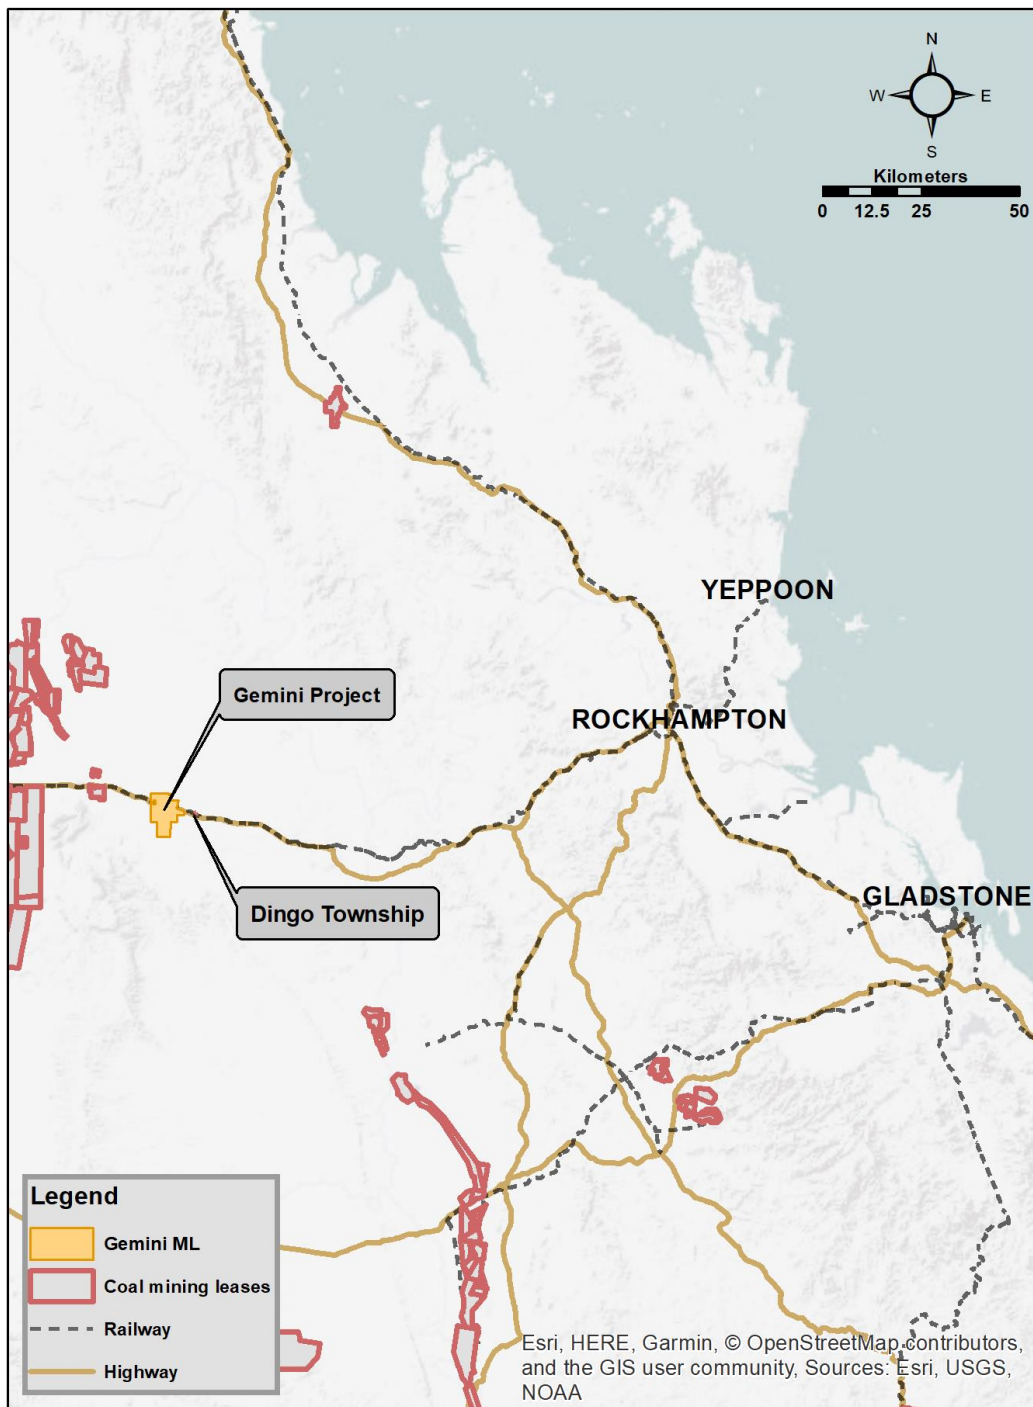 N
W E
S
Kilometers
0 12.5 25 50
YEPPOON
Gemini Project
ROCKHAMPTON
GLADSTONE
Dingo Township
Legend
Gemini ML
Coal mining leases
Railway
Highway
Esri, HERE, Garmin, © OpenStreetMap contributors,
and the GIS user community, Sources: Esri, USGS,
NOAA